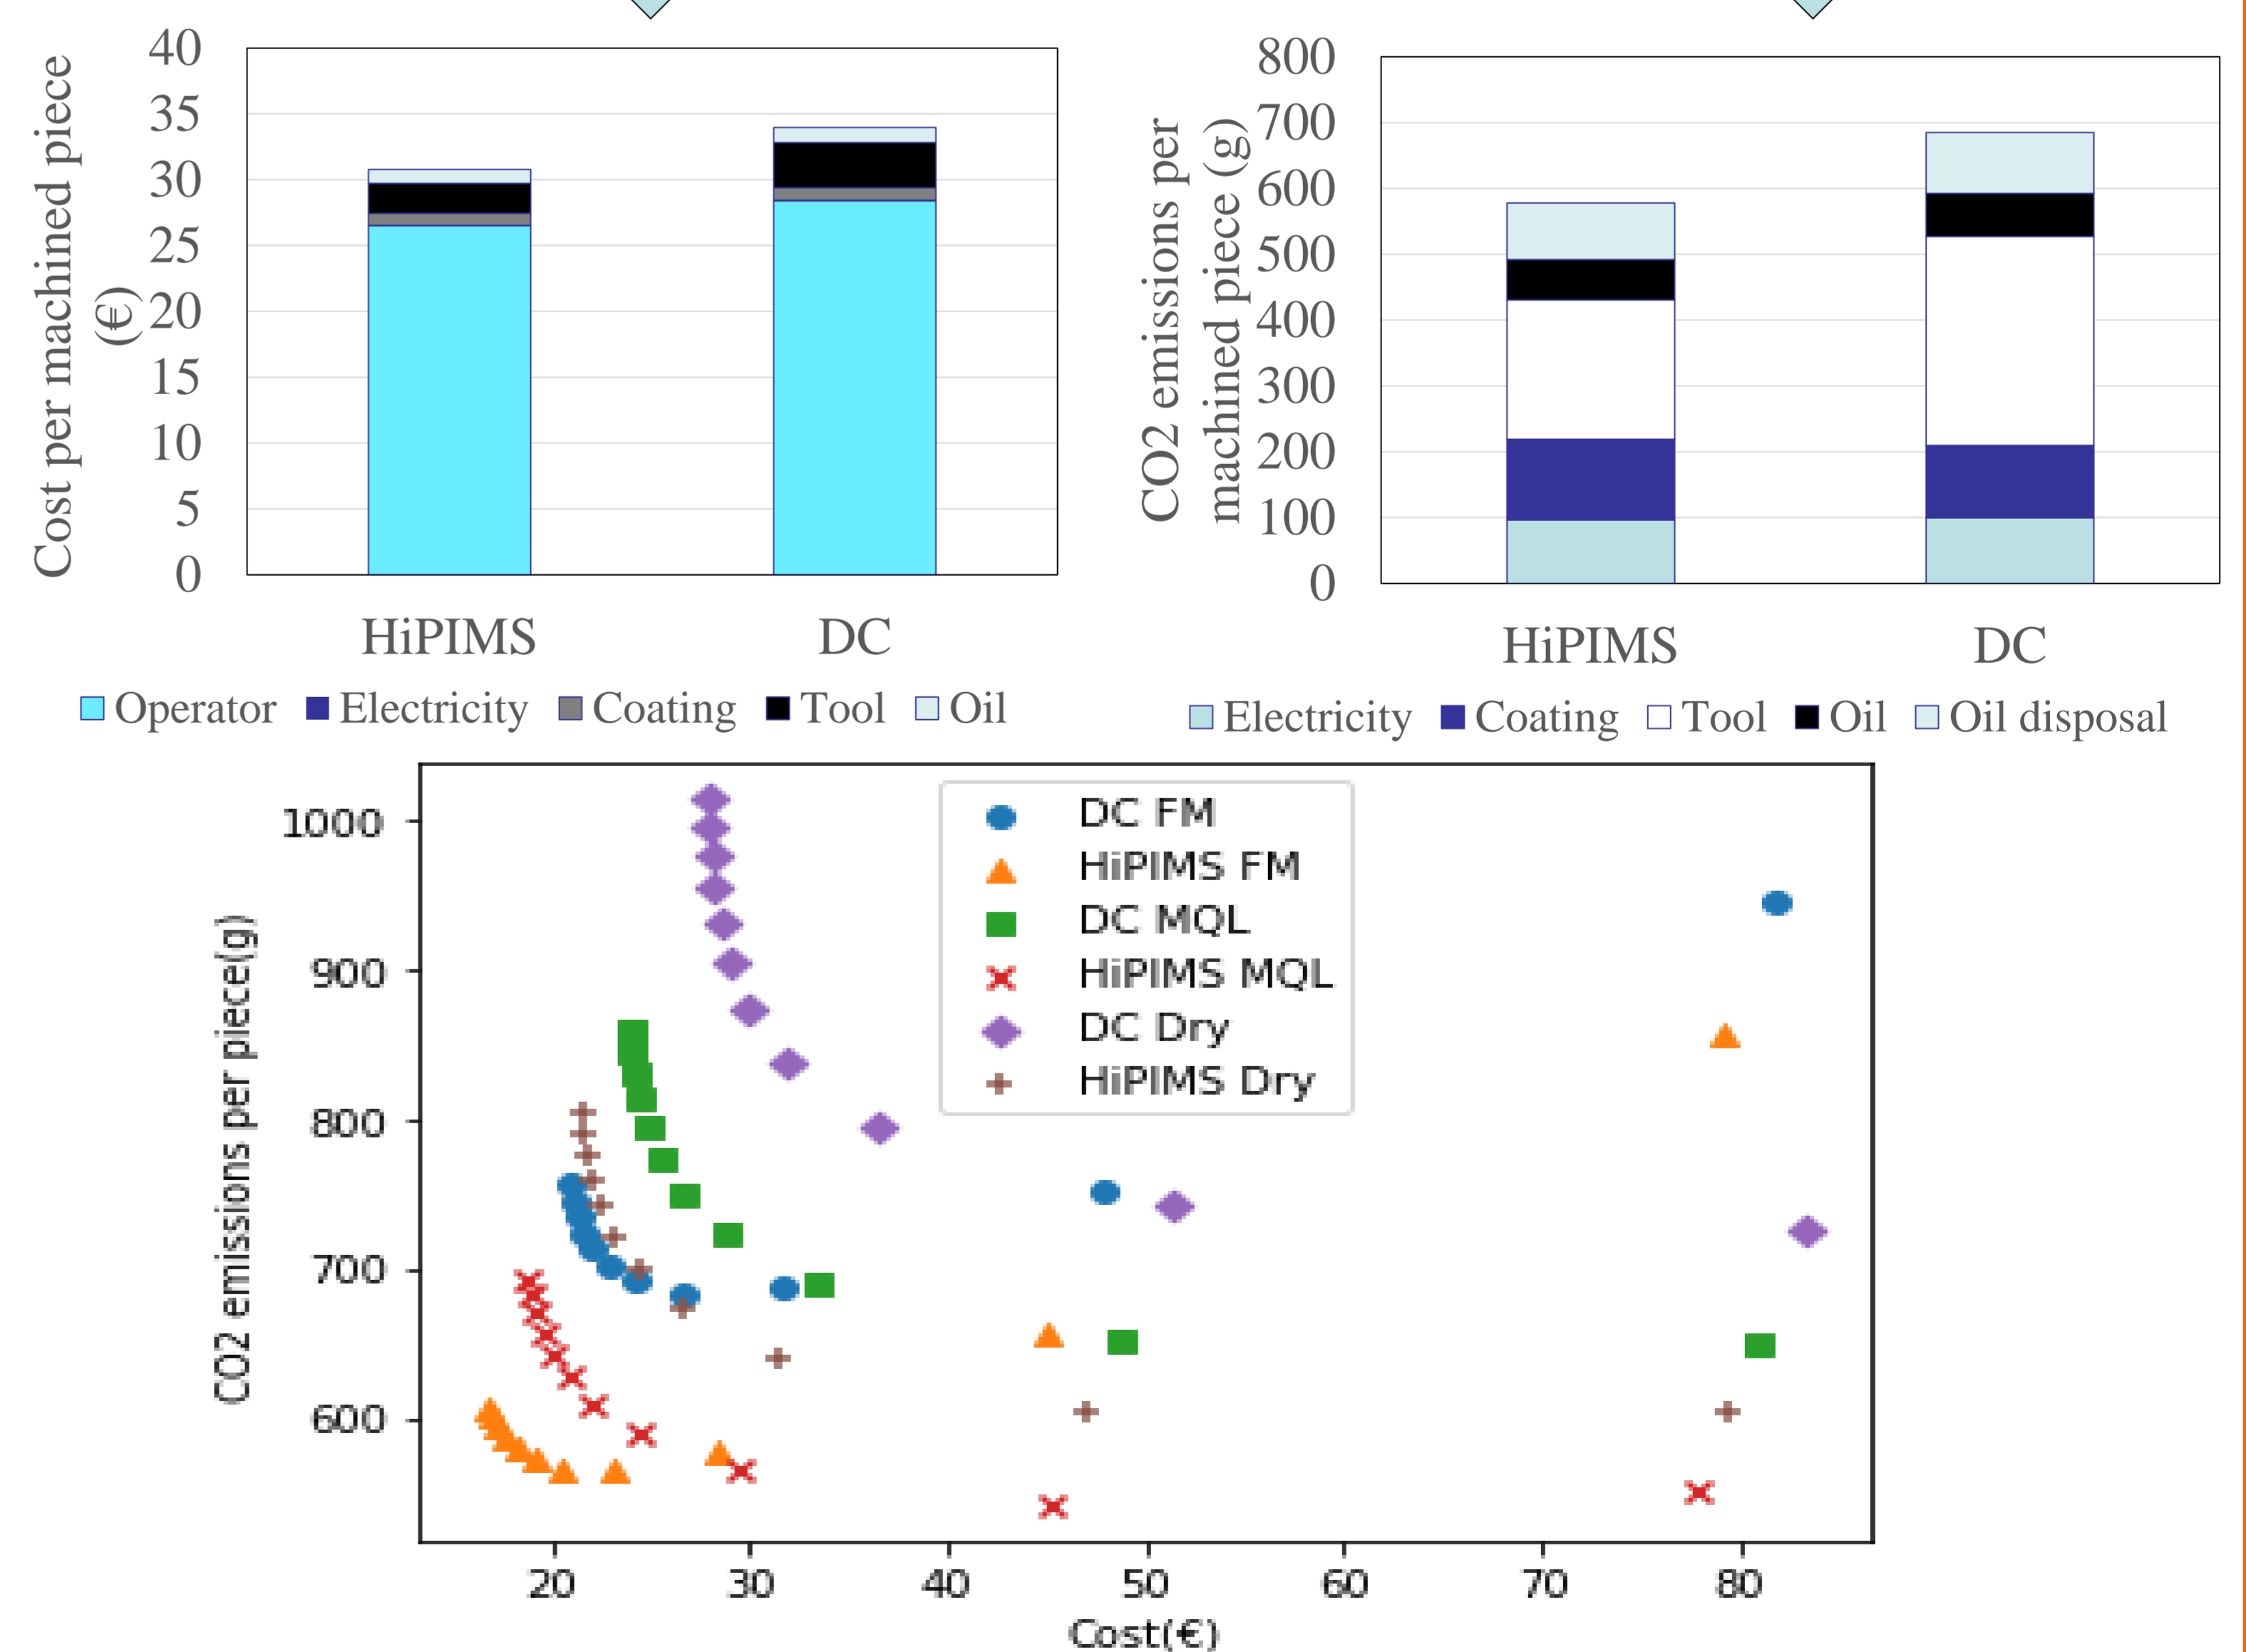 Cost per machined piece
(€)
40
35
30
25
20
15
10
5
0
HiPIMS DC
Operator Electricity Coating Tool Oil
CO2 emissions per
machined piece (g)
800
700
600
500
400
300
200
100
0
HiPIMS DC
Electricity Coating Tool Oil Oil disposal
CO2 emissions per piece(g)
1000
900
800
700
600
DC FM
HiPIMS FM
DC MQL
HiPIMS MQL
DC Dry
HiPIMS Dry
20 30 40 50 60 70 80
Cost(€)